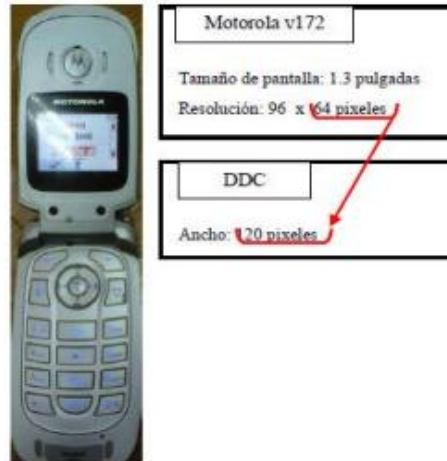 Motorola v172
Tamaño de pantalla: 1.3 pulgadas
Resolución: 96 x 64 pixeles
DDC
Ancho: 120 pixeles
MOTOROLA